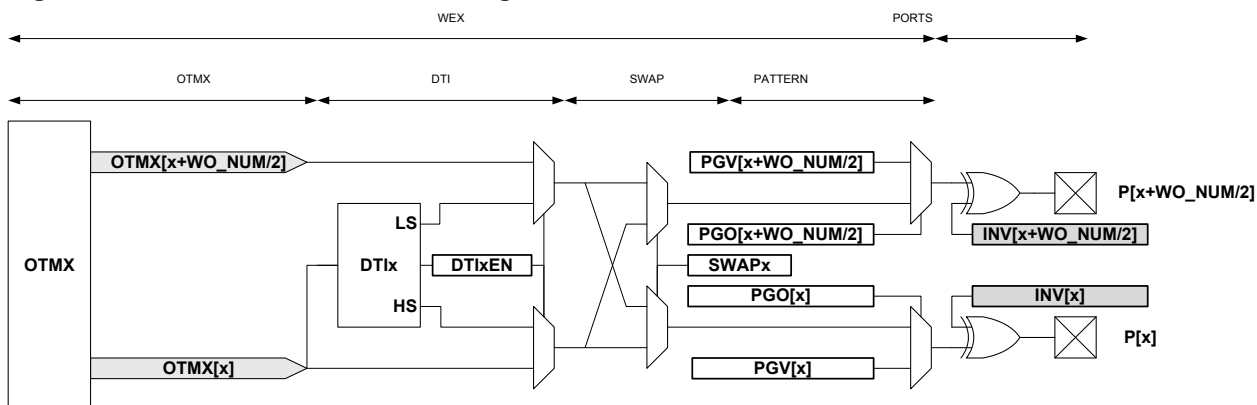 WEX PORTS
OTMX DTI SWAP PATTERN
OTMX[x+WO_NUM/2] PGV[x+WO_NUM/2]
P[x+WO_NUM/2]
LS
PGO[x+WO_NUM/2] INV[x+WO_NUM/2]
OTMX DTIx DTIxEN SWAPx
PGO[x] INV[x]
HS
P[x]
OTMX[x] PGV[x]